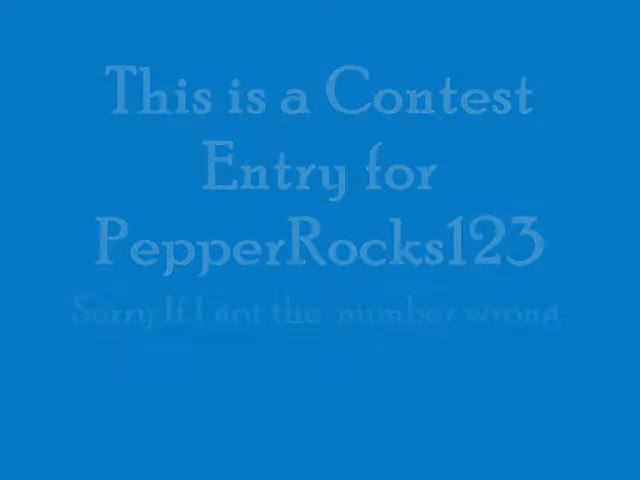 This is a Contest
Entry for
PepperRocks123
Sorry If I got the number wrong